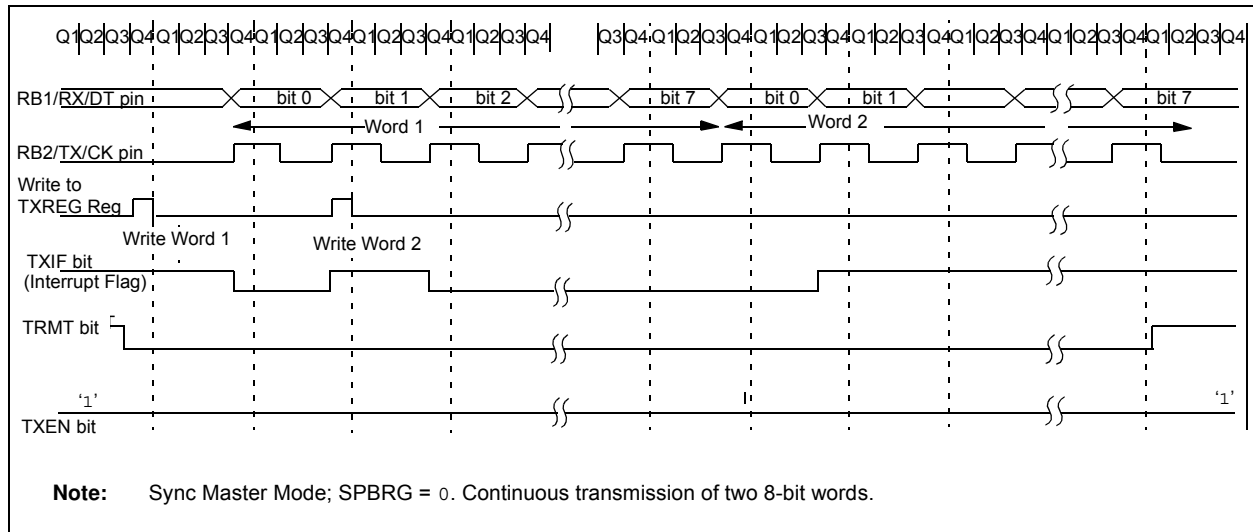 Q1Q2Q3Q4Q1Q2Q3Q4Q1Q2Q3Q4Q1Q2Q3Q4Q1Q2Q3Q4 Q3Q4Q1Q2Q3Q4Q1Q2Q3Q4Q1Q2Q3Q4Q1Q2Q3Q4Q1Q2Q3Q4Q1Q2Q3Q4
RB1/RX/DT pin bit 0 bit 1 bit 2 bit 7 bit 0 bit 1 bit 7
Word 1 Word 2
RB2/TX/CK pin
Write to
TXREG Reg
Write Word 1 Write Word 2
TXIF bit
(Interrupt Flag)
TRMT bit
‘1’ ‘1’
TXEN bit
Note: Sync Master Mode; SPBRG = 0. Continuous transmission of two 8-bit words.